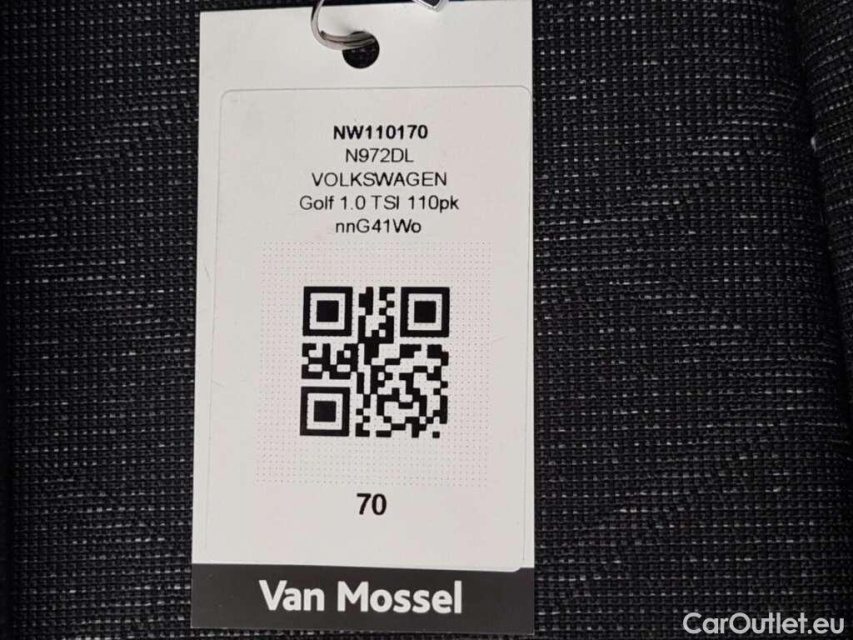 NW110170
N972DL
VOLKSWAGEN
Golf 1.0 TSI 110pk
nnG41Wo
70
Van Mossel
CarOutlet.eu